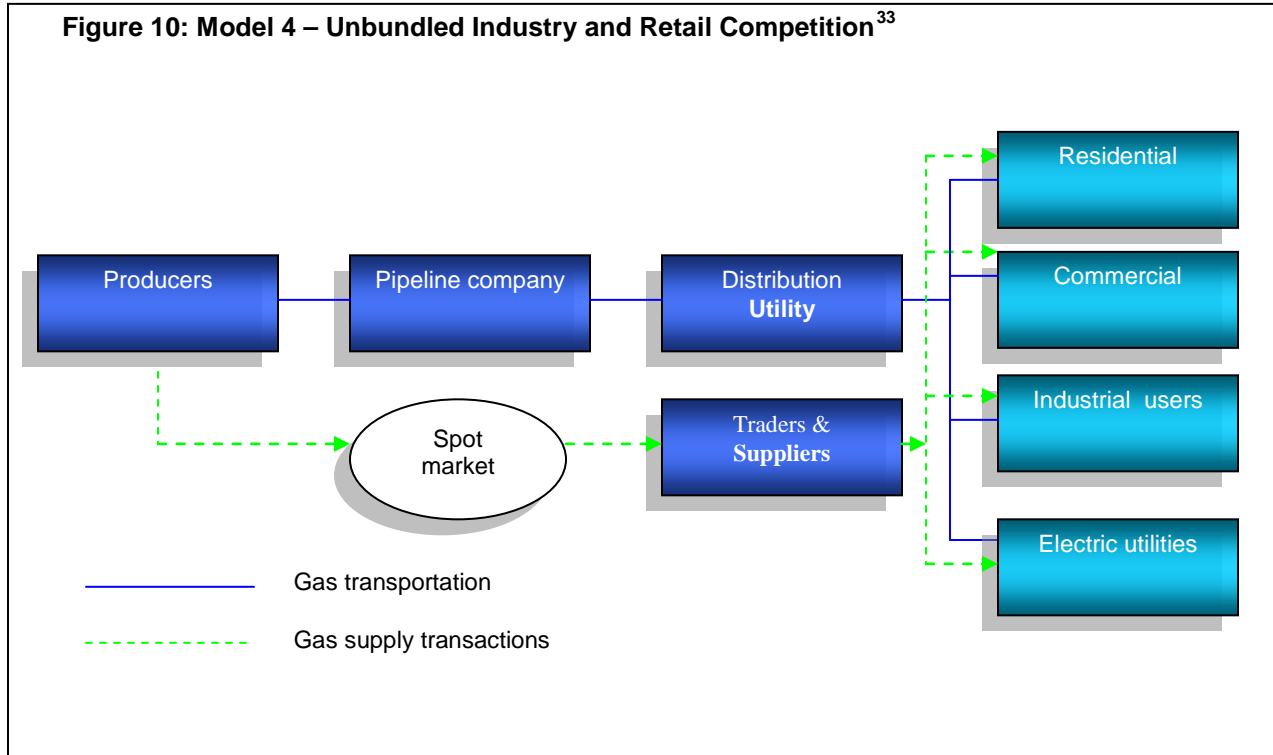 Figure 10: Model 4 – Unbundled Industry and Retail Competition33
Residential
Producers
Pipeline company
Distribution
Utility
Commercial
Spot
market
Traders &
Suppliers
Industrial users
Electric utilities
Gas transportation
Gas supply transactions